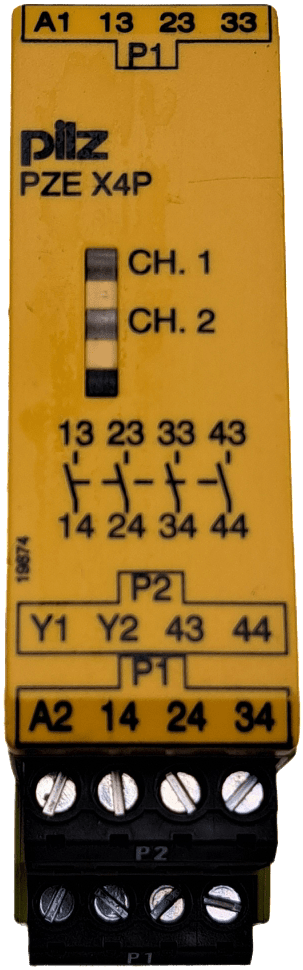 A1 13 23 33
P1
pilz
PZE X4P
CH. 1
CH. 2
13 23 33 43
14 24 34 44
19874
P2
Y1 Y2 43 44
P1
A2 14 24 34
P2
P1